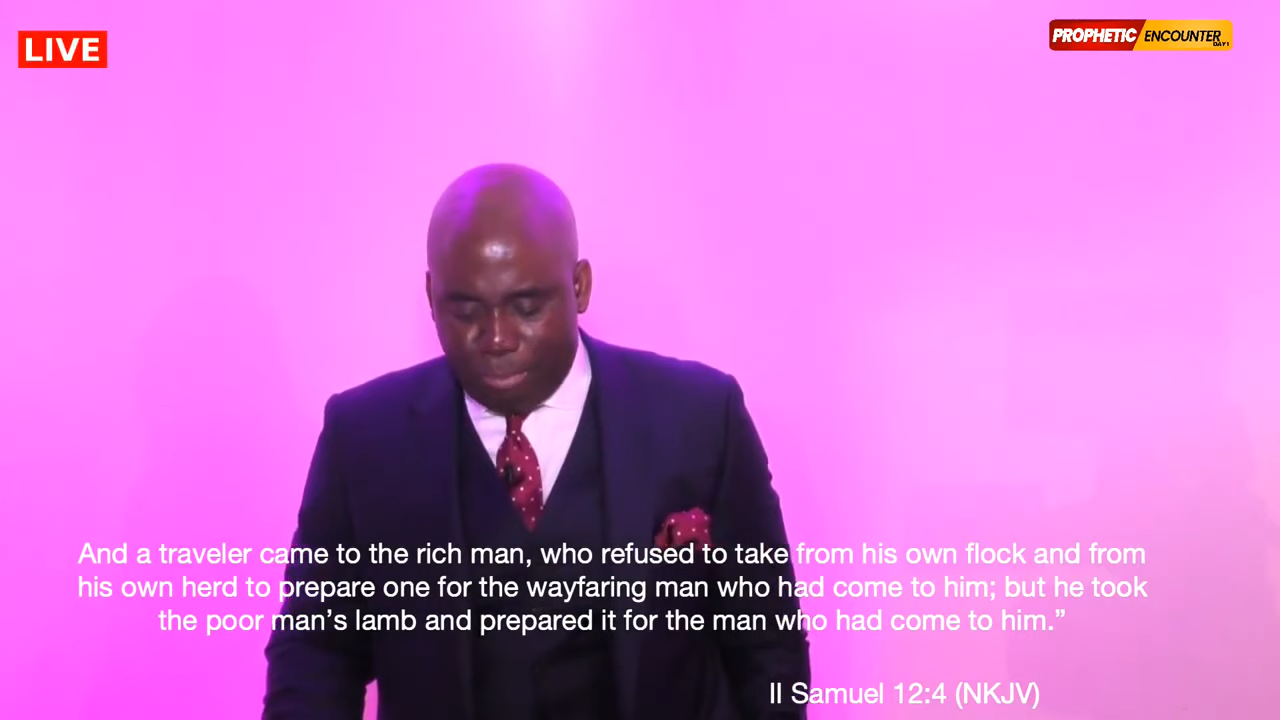 LIVE
PROPHETIC ENCOUNTER
DAY 1
And a traveler came to the rich man, who refused to take from his own flock and from
his own herd to prepare one for the wayfaring man who had come to him; but he took
the poor man’s lamb and prepared it for the man who had come to him.”
II Samuel 12:4 (NKJV)